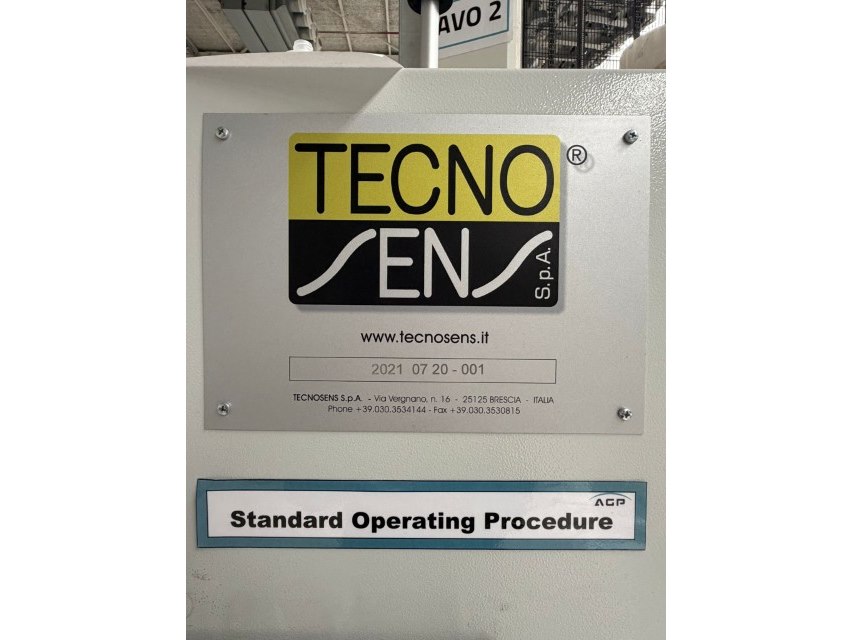 AVO 2
TECNO ®
SENS
S.p.A.
www.tecnosens.it
2021 07 20 - 001
TECNOSENS S.p.A. - Via Vergnano, n. 16 - 25125 BRESCIA - ITALIA
Phone +39.030.3534144 - Fax +39.030.3530815
AGP
Standard Operating Procedure